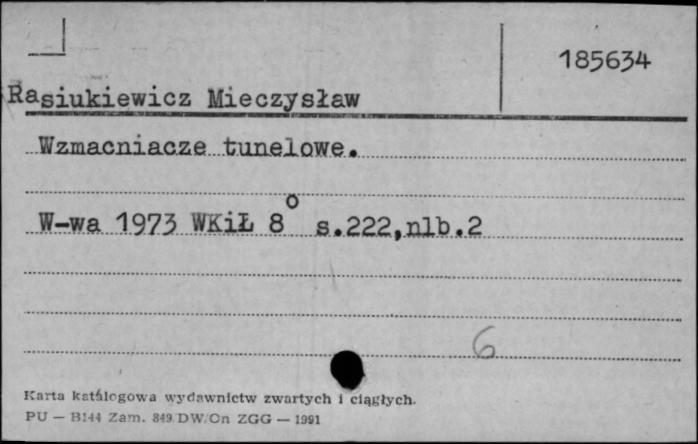 185634
Rasiukiewicz Mieczysław
Wzmacniacze tunelowe.
W-wa 1973 WKiŁ 8° s.222,nlb.2
6
Karta katalogowa wydawnictw zwartych i ciągłych.
PU — B144 Zam. 849 DW/On ZGG — 1991